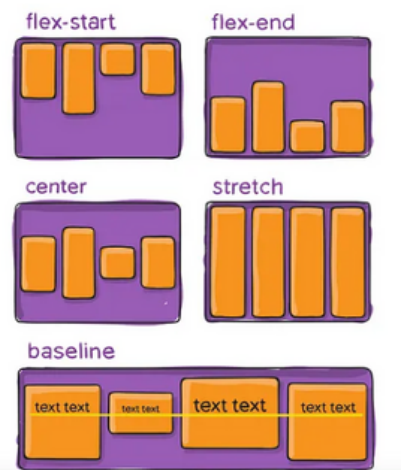 flex-start
flex-end
center
stretch
baseline
text text
text text
text text
text text